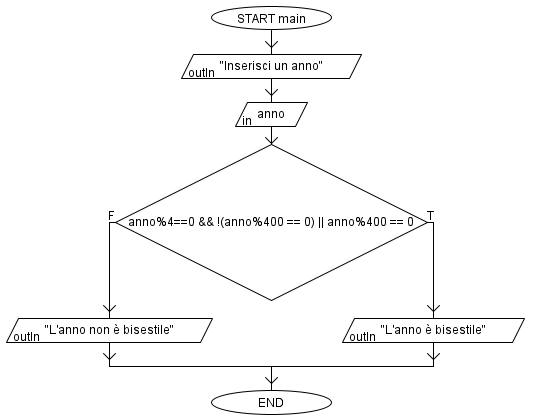 START main
"Inserisci un anno"
outln
anno
in
F
T
anno%4==0 && !(anno%400 == 0) || anno%400 == 0
"L'anno non è bisestile"
outln
"L'anno è bisestile"
outln
END